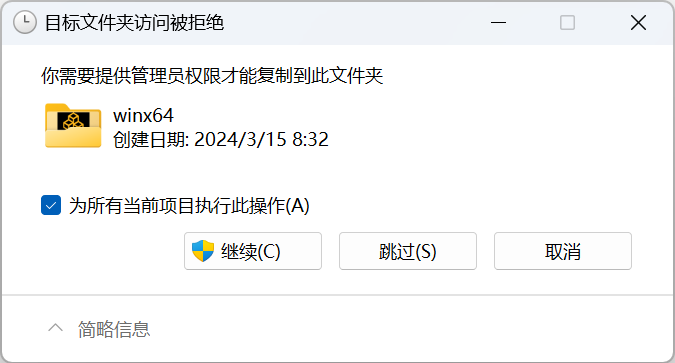 目标文件夹访问被拒绝
你需要提供管理员权限才能复制到此文件夹
winx64
创建日期: 2024/3/15 8:32
为所有当前项目执行此操作(A)
继续(C) 跳过(S) 取消
简略信息